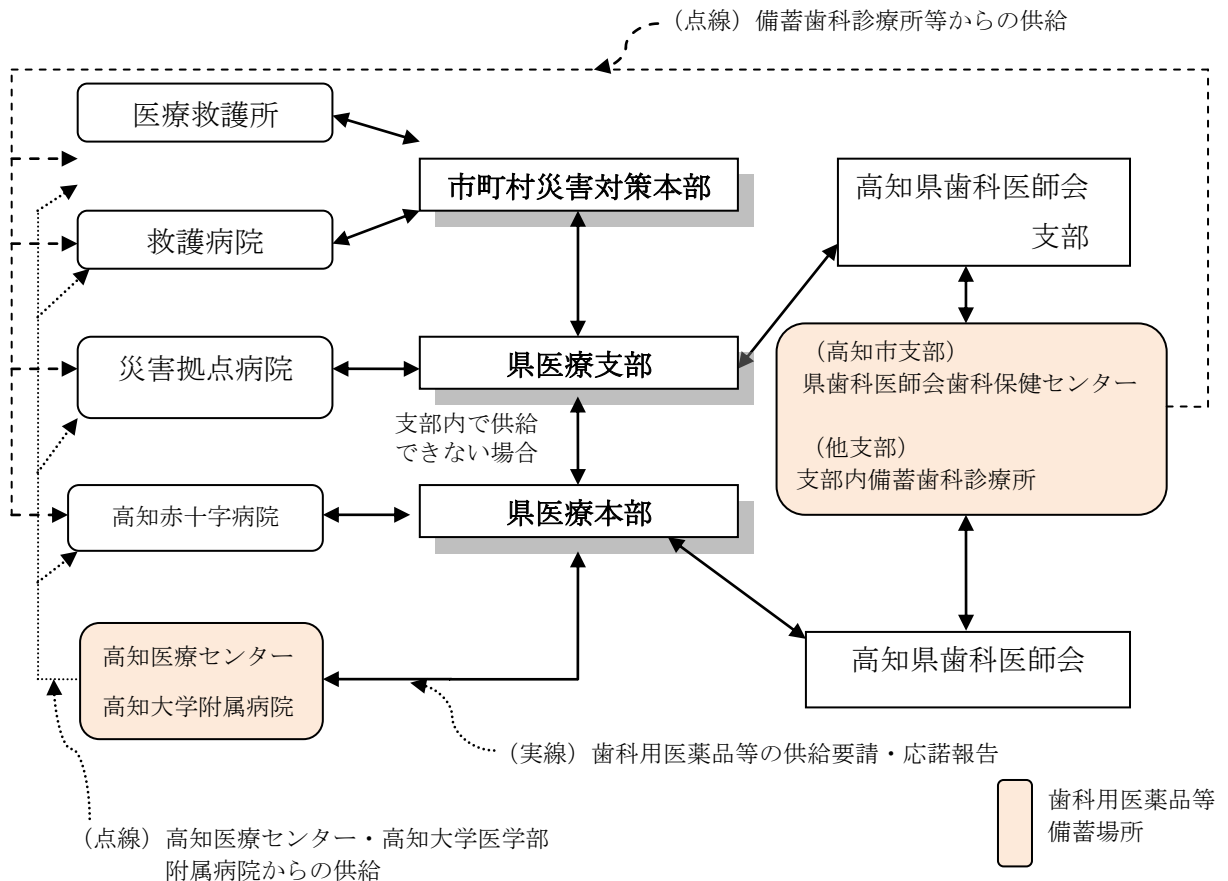 (点線)備蓄歯科診療所等からの供給
医療救護所
市町村災害対策本部
高知県歯科医師会
支部
救護病院
災害拠点病院
県医療支部
(高知市支部)
県歯科医師会歯科保健センター
(他支部)
支部内備蓄歯科診療所
支部内で供給
できない場合
高知赤十字病院
県医療本部
高知医療センター
高知大学附属病院
高知県歯科医師会
(実線)歯科用医薬品等の供給要請・応諾報告
歯科用医薬品等
備蓄場所
(点線)高知医療センター・高知大学医学部
附属病院からの供給